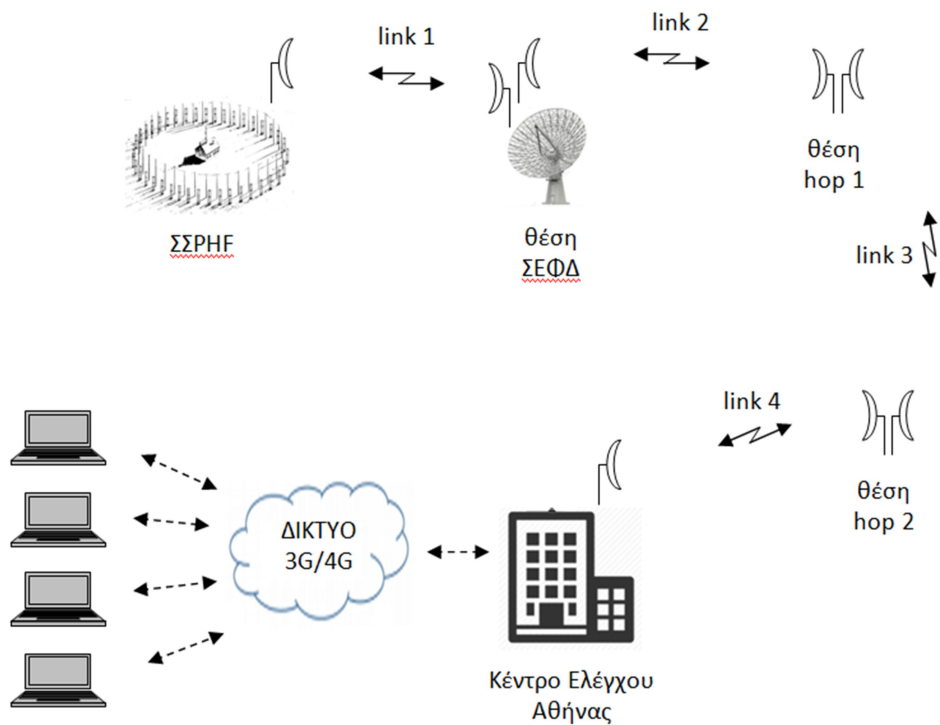 link 1
link 2
ΣΣΡHF
θέση
ΣΕΦΔ
θέση
hop 1
link 3
link 4
θέση
hop 2
ΔΙΚΤΥΟ
3G/4G
Κέντρο Ελέγχου
Αθήνας